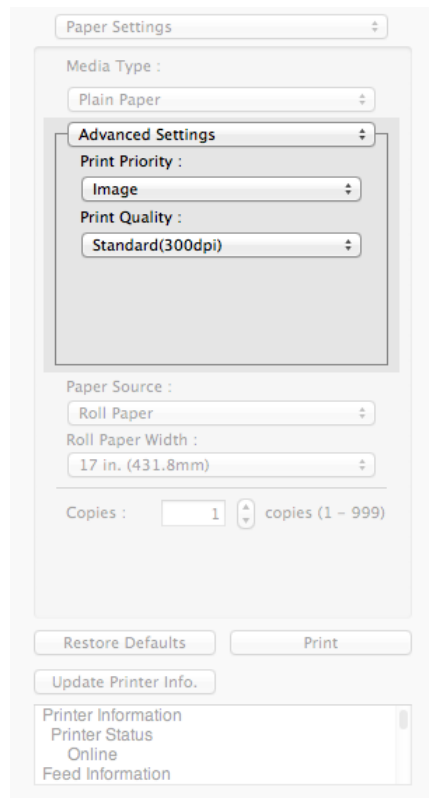 Paper Settings
Media Type :
Plain Paper
Advanced Settings
Print Priority :
Image
Print Quality :
Standard(300dpi)
Paper Source :
Roll Paper
Roll Paper Width :
17 in. (431.8mm)
Copies : 1 copies (1 – 999)
Restore Defaults Print
Update Printer Info.
Printer Information
Printer Status
Online
Feed Information